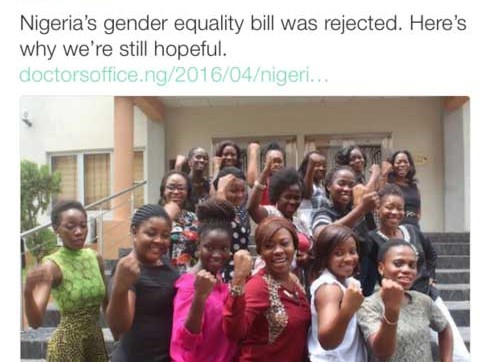 Nigeria's gender equality bill was rejected. Here's
why we're still hopeful.
doctorsoffice.ng/2016/04/nigeri...